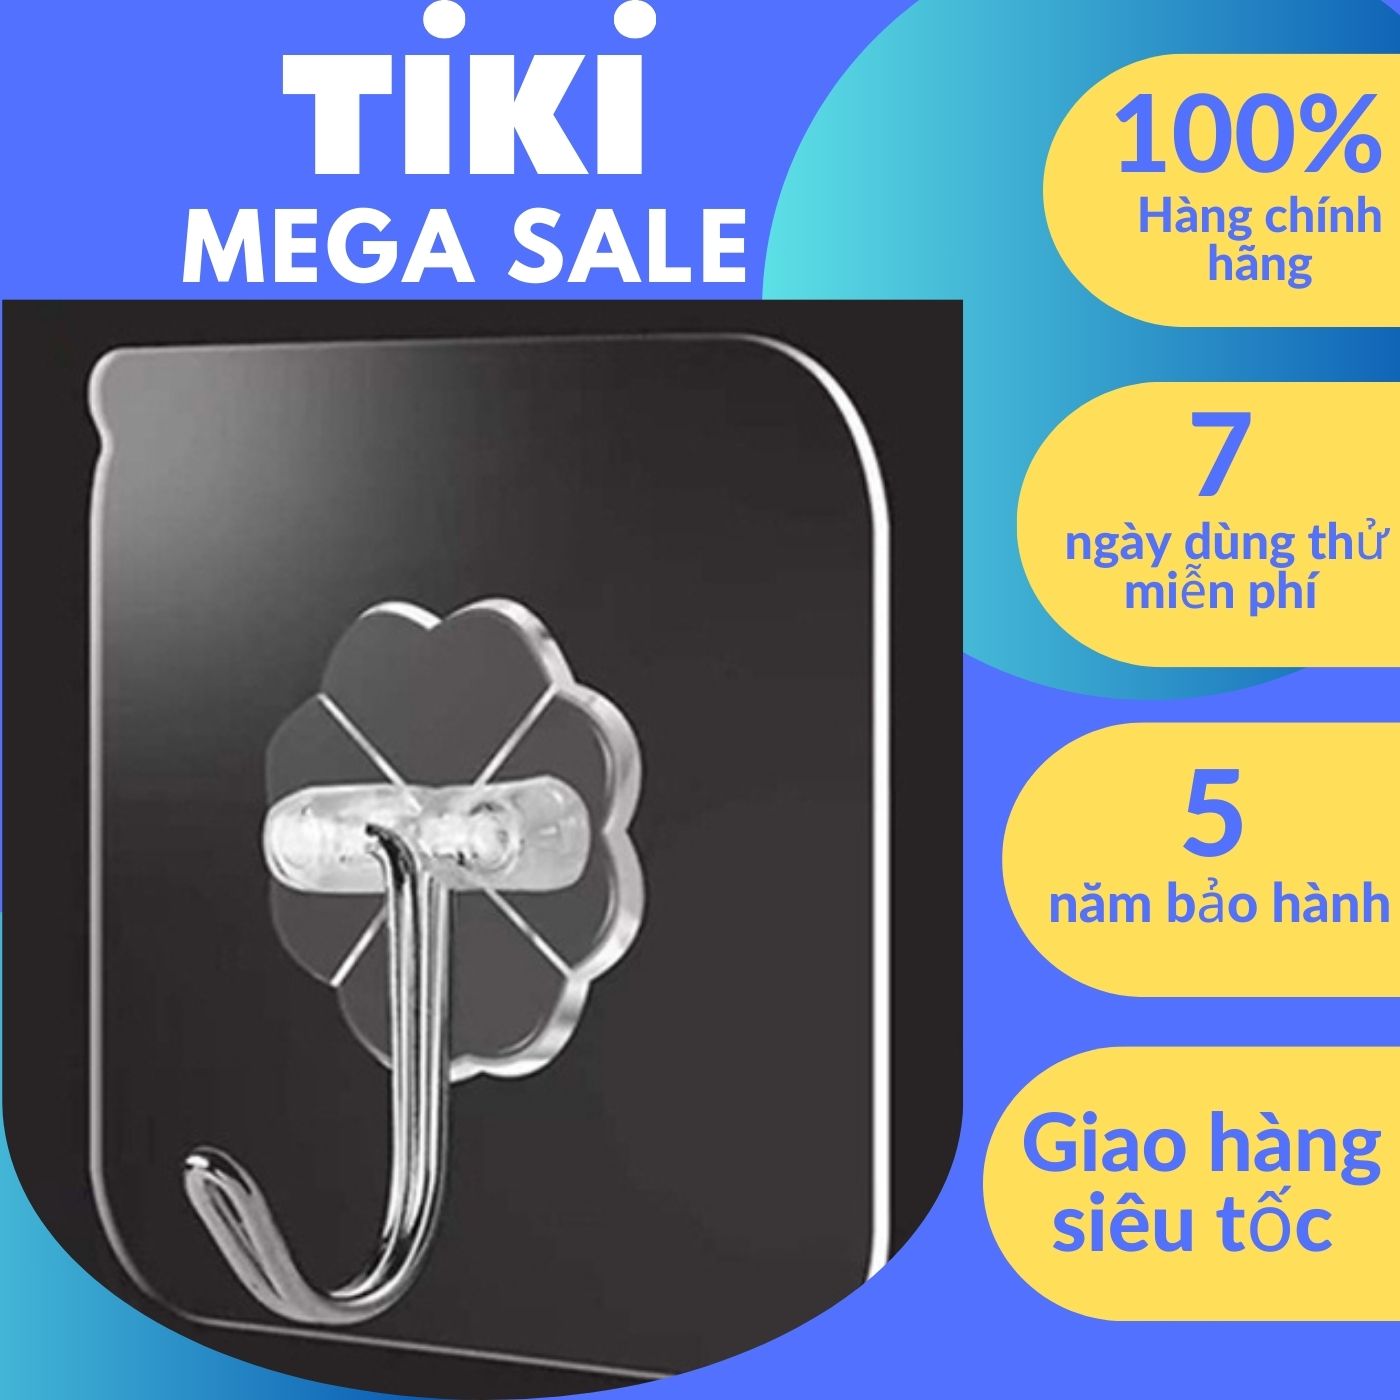 TiKi
MEGA SALE
100%
Hàng chính
hãng
7
ngày dùng thử
miễn phí
5
năm bảo hành
Giao hàng
siêu tốc